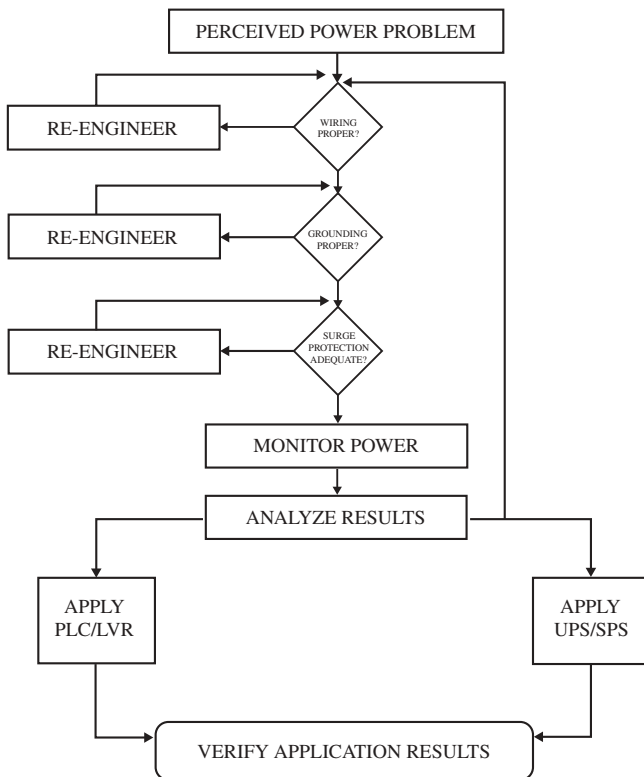 PERCEIVED POWER PROBLEM
WIRING
PROPER?
RE-ENGINEER
GROUNDING
PROPER?
RE-ENGINEER
SURGE
PROTECTION
ADEQUATE?
RE-ENGINEER
MONITOR POWER
ANALYZE RESULTS
APPLY
PLC/LVR
APPLY
UPS/SPS
VERIFY APPLICATION RESULTS